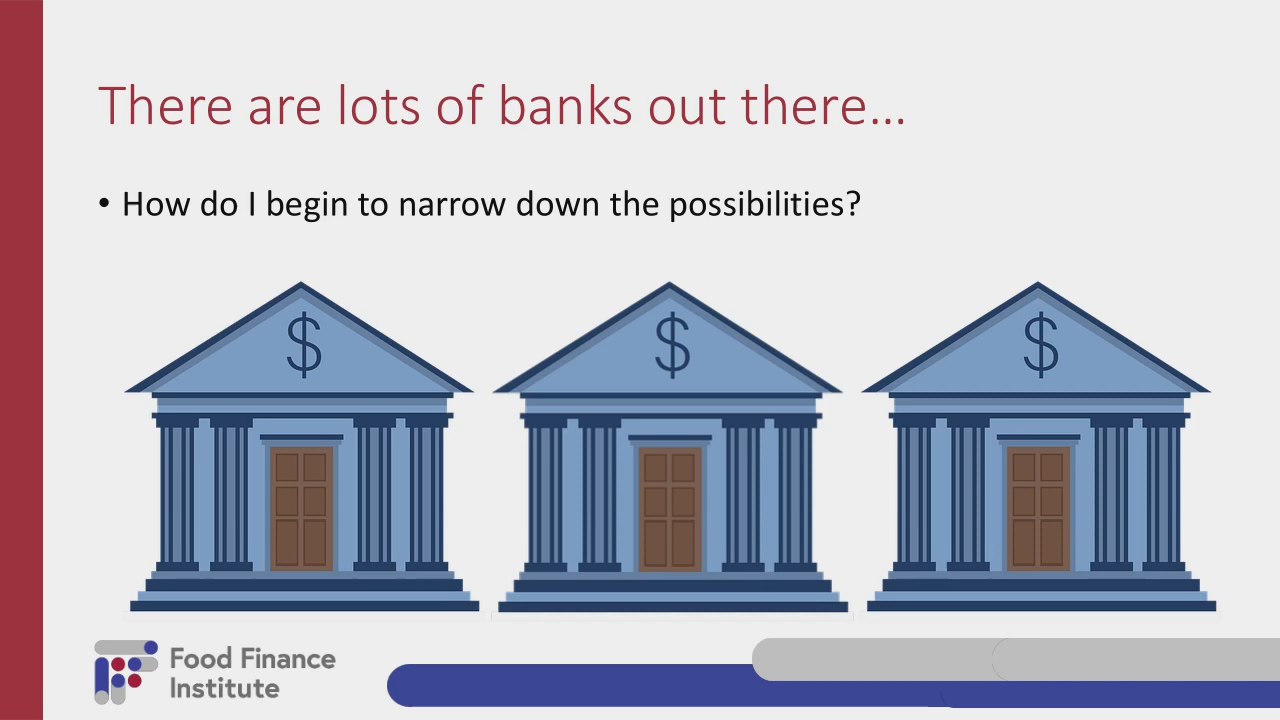 There are lots of banks out there…
• How do I begin to narrow down the possibilities?
$ $ $
Food Finance
Institute